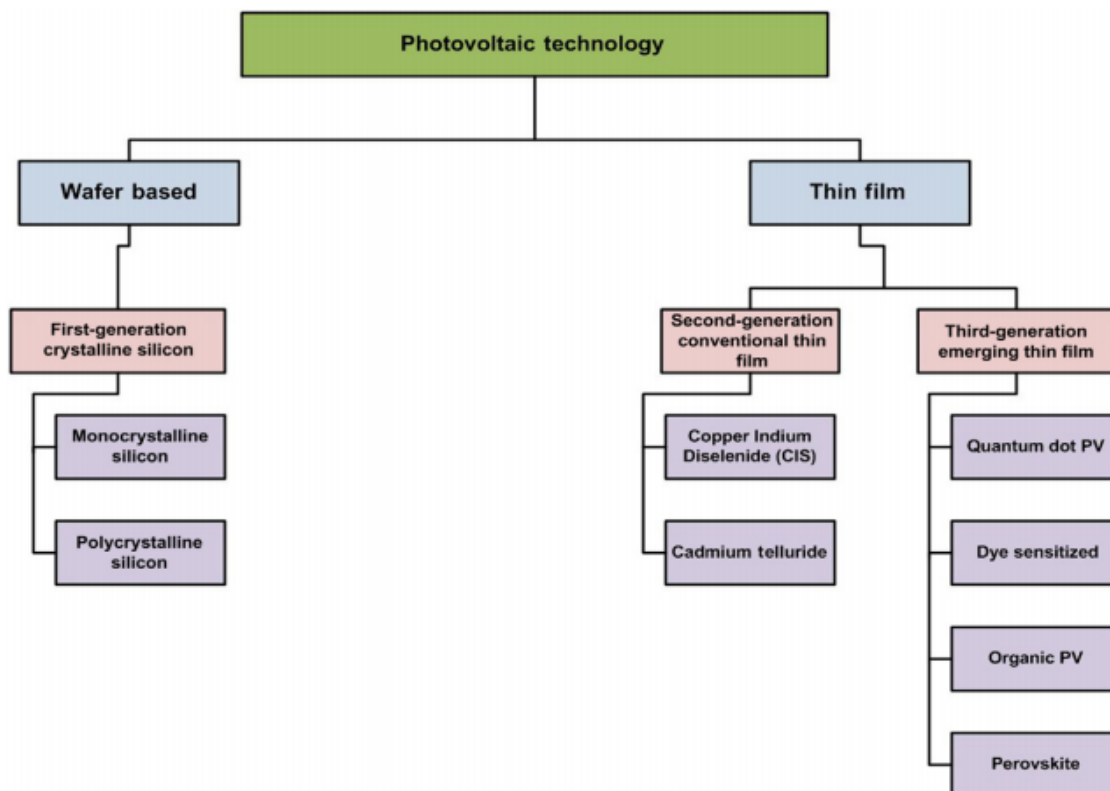 Photovoltaic technology
Wafer based
Thin film
First-generation
crystalline silicon
Second-generation
conventional thin
film
Third-generation
emerging thin film
Monocrystalline
silicon
Copper Indium
Diselenide (CIS)
Quantum dot PV
Polycrystalline
silicon
Cadmium telluride
Dye sensitized
Organic PV
Perovskite